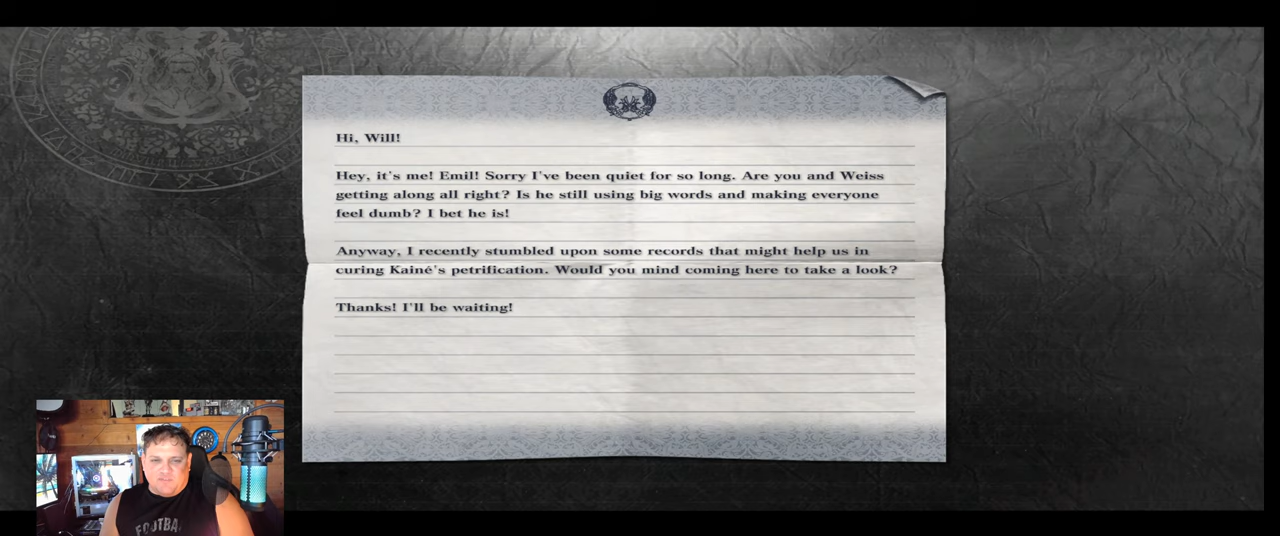 Hi, Will!
Hey, it's me! Emil! Sorry I've been quiet for so long. Are you and Weiss
getting along all right? Is he still using big words and making everyone
feel dumb? I bet he is!
Anyway, I recently stumbled upon some records that might help us in
curing Kainé's petrification. Would you mind coming here to take a look?
Thanks! I'll be waiting!
FOOTBA